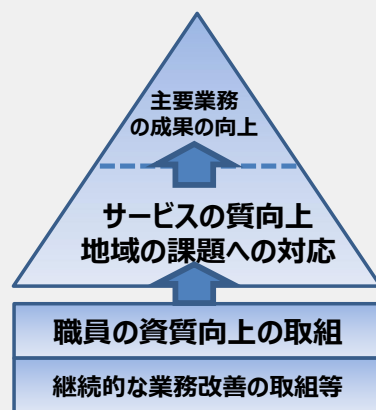 主要業務
の成果の向上
サービスの質向上
地域の課題への対応
職員の資質向上の取組
継続的な業務改善の取組等